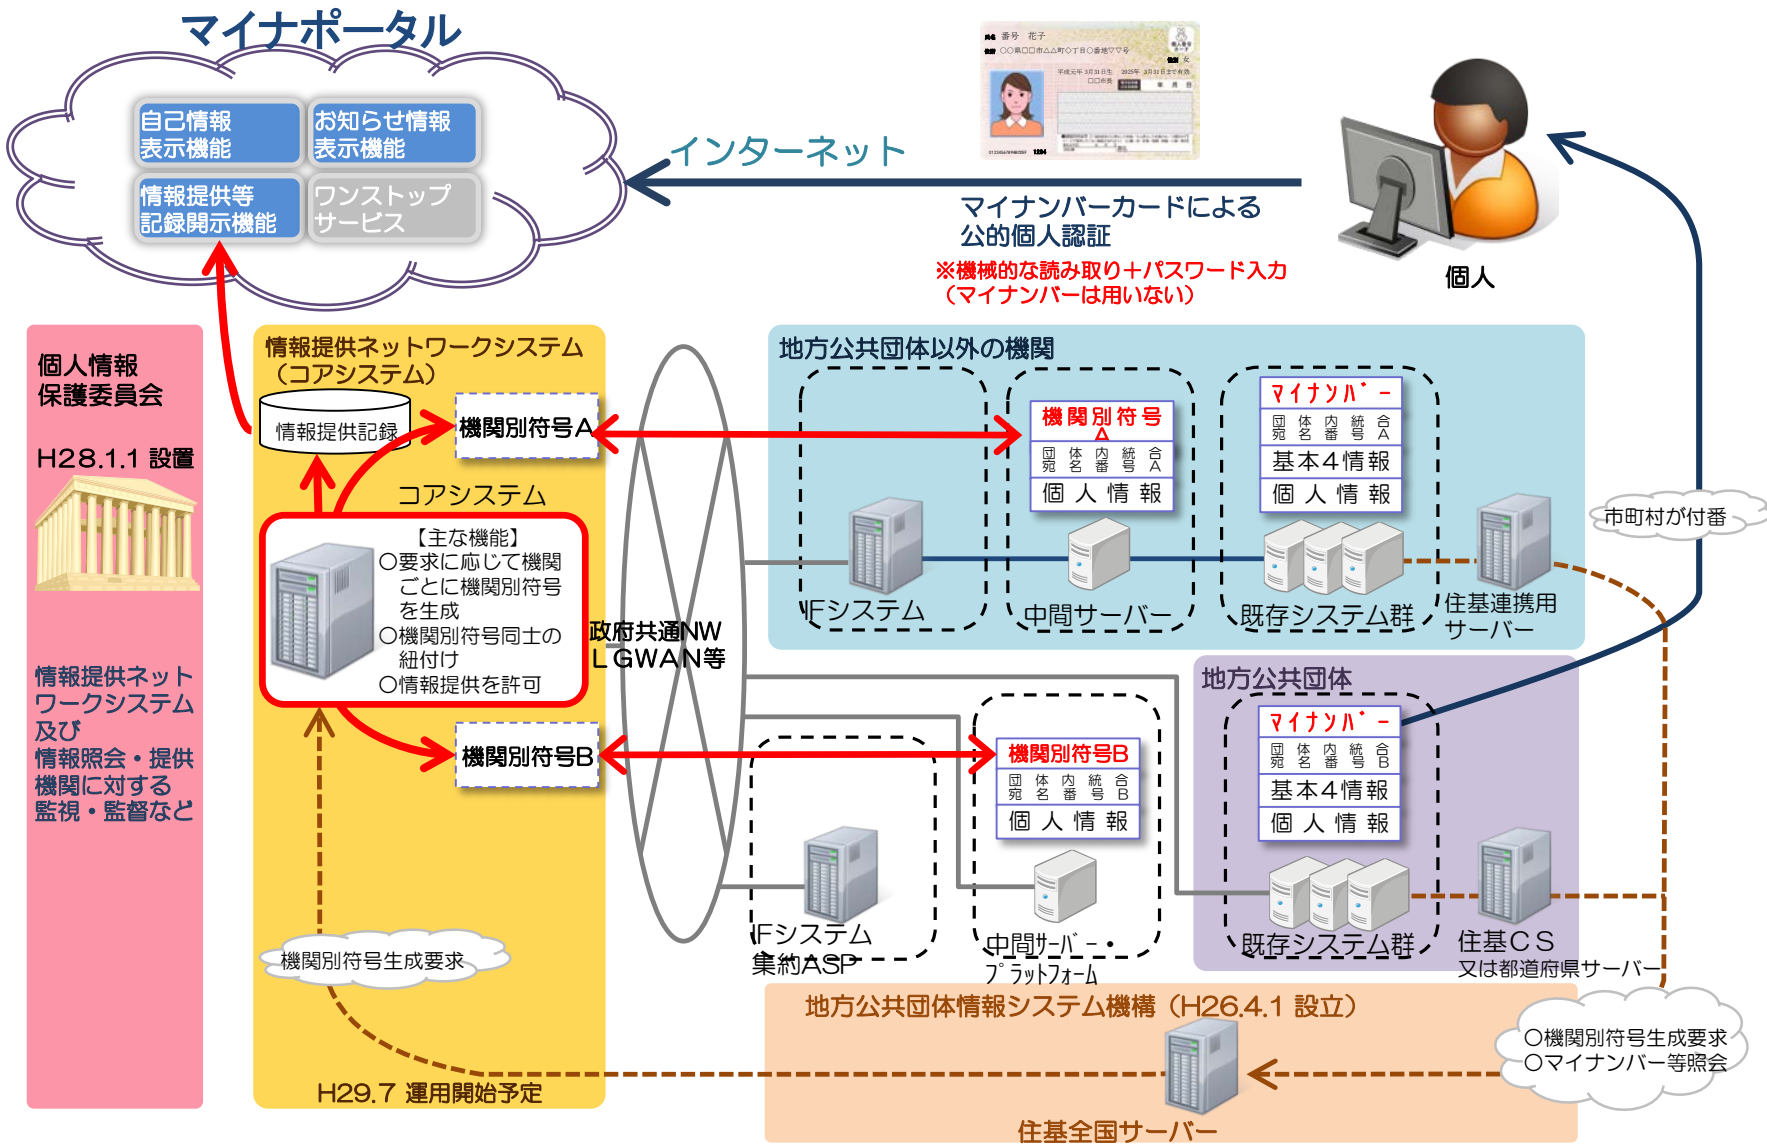 マイナポータル
自己情報
表示機能
お知らせ情報
表示機能
情報提供等
記録開示機能
ワンストップ
サービス
インターネット
番号 花子
○○県□□市△△町○丁目○番地▽▽号
平成元年 3月31日生
□□市長
1234
マイナンバーカードによる
公的個人認証
※機械的な読み取り＋パスワード入力
（マイナンバーは用いない）
個人
個人情報
保護委員会
H28.1.1 設置
情報提供ネット
ワークシステム
及び
情報照会・提供
機関に対する
監視・監督など
情報提供ネットワークシステム
（コアシステム）
情報提供記録
機関別符号A
コアシステム
【主な機能】
○要求に応じて機関
ごとに機関別符号
を生成
○機関別符号同士の
紐付け
○情報提供を許可
機関別符号B
機関別符号生成要求
H29.7 運用開始予定
政府共通NW
LGWAN等
地方公共団体以外の機関
IFシステム
機関別符号
A
団体内統合
宛名番号A
個人情報
中間サーバー
マイナンバー
団体内統合
宛名番号A
基本4情報
個人情報
既存システム群
住基連携用
サーバー
市町村が付番
IFシステム
集約ASP
機関別符号B
団体内統合
宛名番号B
個人情報
中間サーバー・
プラットフォーム
地方公共団体
マイナンバー
団体内統合
宛名番号B
基本4情報
個人情報
既存システム群
住基CS
又は都道府県サーバー
地方公共団体情報システム機構（H26.4.1 設立）
住基全国サーバー
○機関別符号生成要求
○マイナンバー等照会